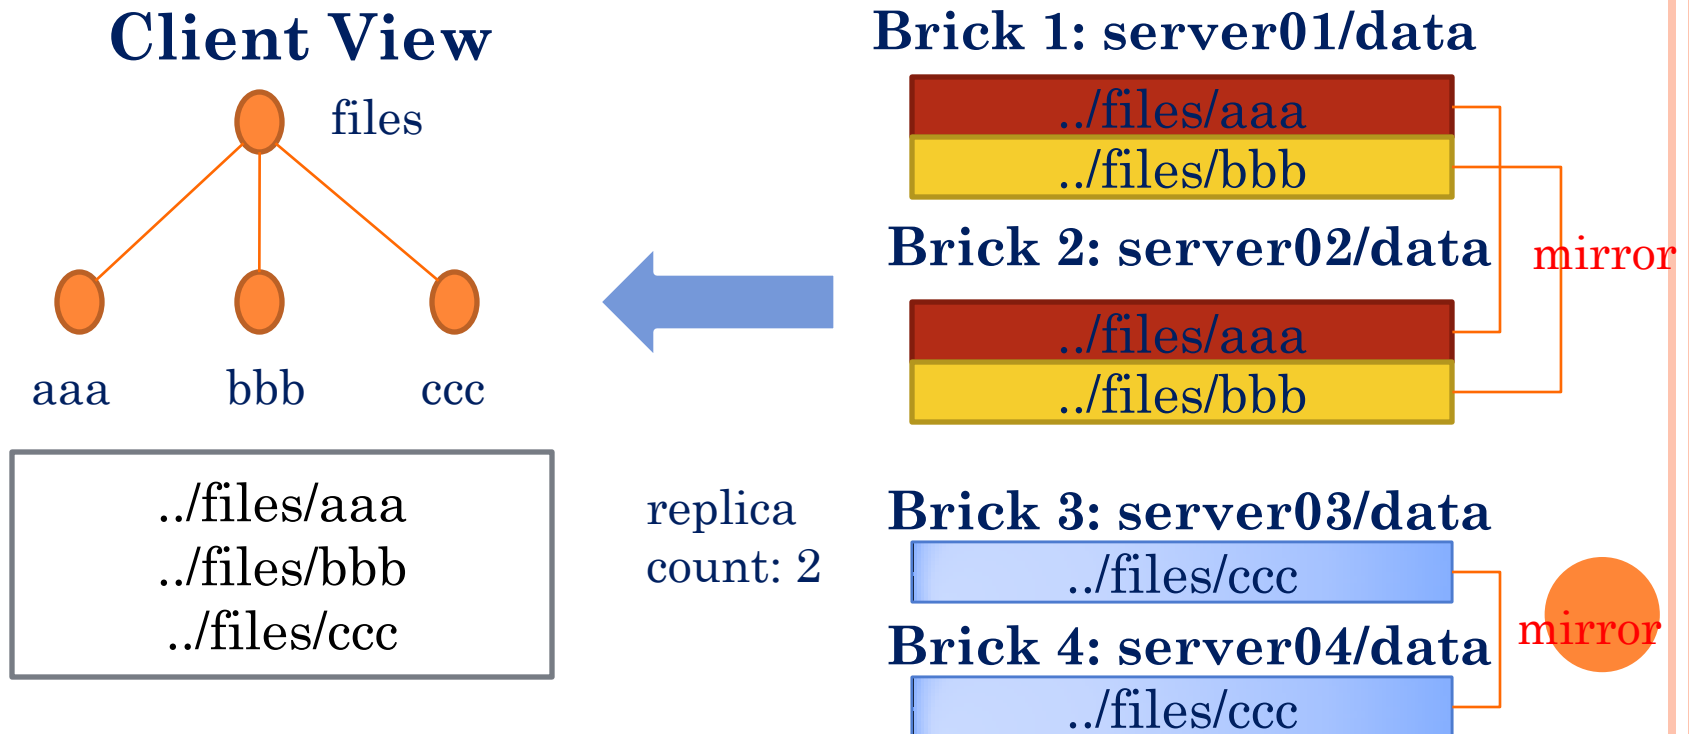 Client View
files
aaa
bbb
ccc
../files/aaa
../files/bbb
../files/ccc
replica
count: 2
Brick 1: server01/data
../files/aaa
../files/bbb
Brick 2: server02/data
mirror
../files/aaa
../files/bbb
Brick 3: server03/data
../files/ccc
mirror
Brick 4: server04/data
../files/ccc